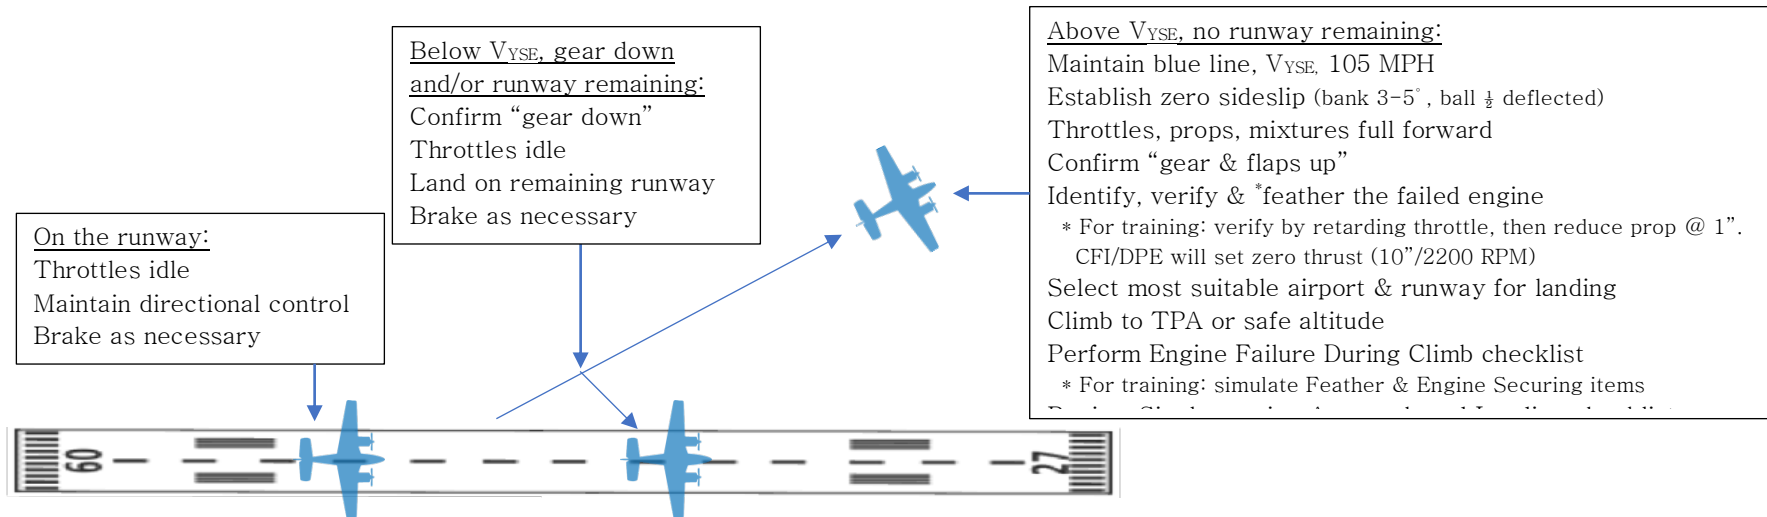 On the runway:
Throttles idle
Maintain directional control
Brake as necessary
Below VYSE, gear down
and/or runway remaining:
Confirm “gear down”
Throttles idle
Land on remaining runway
Brake as necessary
Above VYSE, no runway remaining:
Maintain blue line, VYSE, 105 MPH
Establish zero sideslip (bank 3-5°, ball ½ deflected)
Throttles, props, mixtures full forward
Confirm “gear & flaps up”
Identify, verify & *feather the failed engine
* For training: verify by retarding throttle, then reduce prop @ 1”.
CFI/DPE will set zero thrust (10”/2200 RPM)
Select most suitable airport & runway for landing
Climb to TPA or safe altitude
Perform Engine Failure During Climb checklist
* For training: simulate Feather & Engine Securing items
09
27